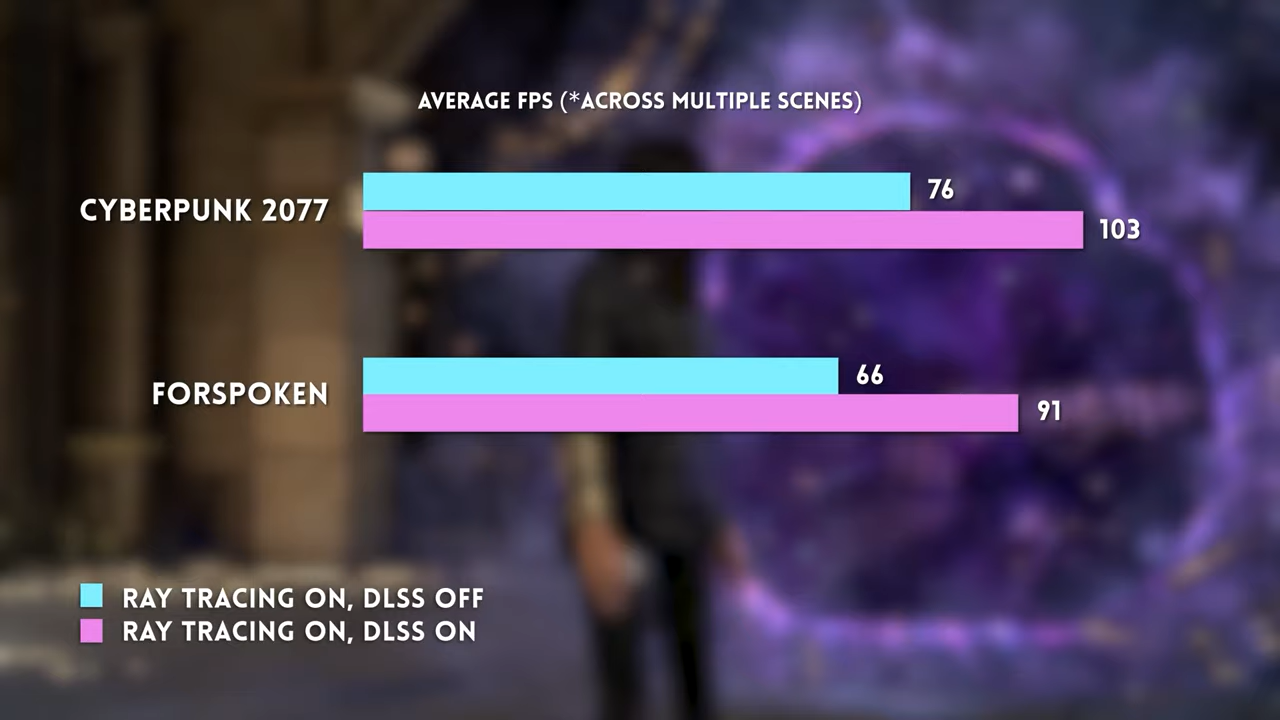 AVERAGE FPS (*ACROSS MULTIPLE SCENES)
CYBERPUNK 2077
76
103
FORSPOKEN
66
91
RAY TRACING ON, DLSS OFF
RAY TRACING ON, DLSS ON